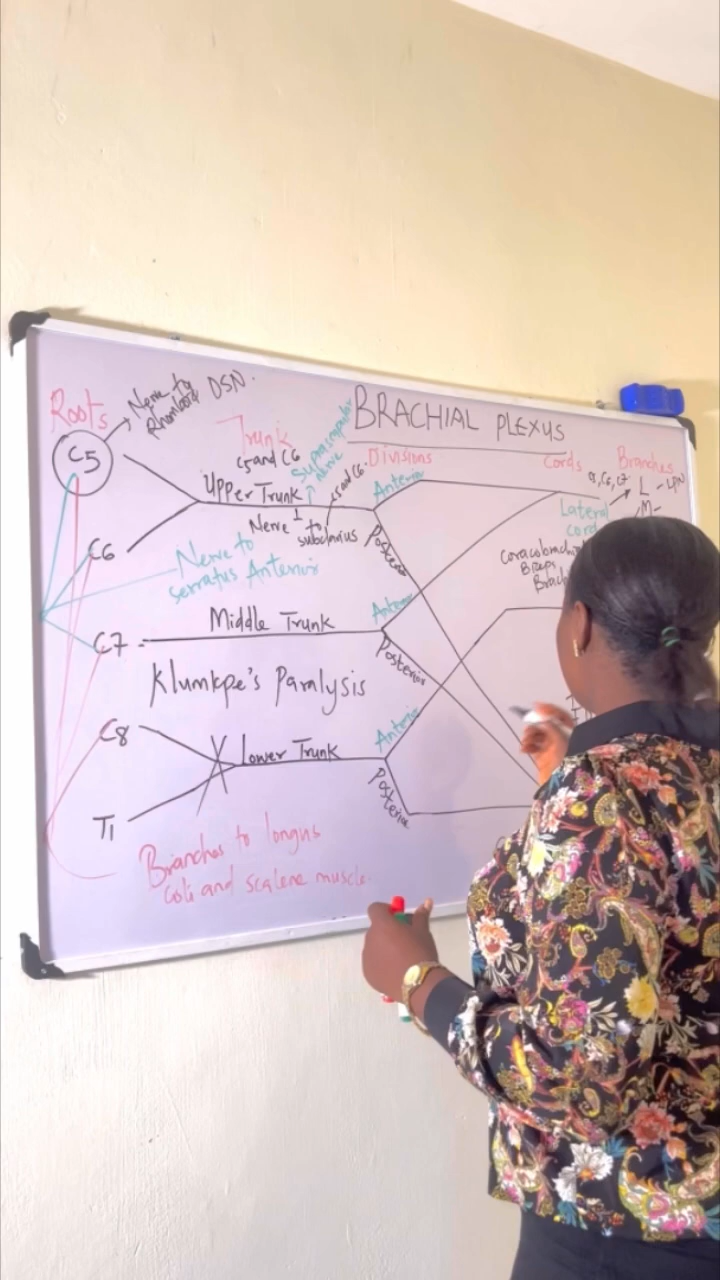 BRACHIAL PLEXUS
Roots
Nerve to
Rhomboid DSN.
C5
C6
C7
C8
T1
Trunk
C5 and C6
Upper Trunk
Suprascapular
Nerve
Nerve to
subclavius
C5 and C6.
Nerve to
serratus Anterior
Middle Trunk
Klumkpe's Paralysis
Lower Trunk
Branches to longus
Coli and scalene muscle.
Divisions
Anterior
Posterior
Anterior
Posterior
Anterior
Posterior
Cords
Lateral
cord
Branches
C5, C6, C7
L - LPN
M-
Biceps